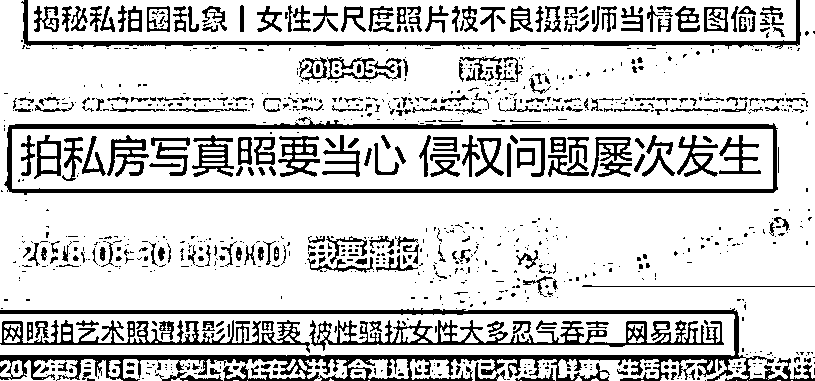 揭秘私拍圈乱象丨女性大尺度照片被不良摄影师当情色图偷卖
2018-05-31 新京报
拍私房写真照要当心 侵权问题屡次发生
2018-08-30 18:50:00 我要播报
网曝拍艺术照遭摄影师猥亵,被性骚扰女性大多忍气吞声_网易新闻
2012年5月15日 事实上,女性在公共场合遭遇性骚扰已不是新鲜事。生活中,不少受害女性